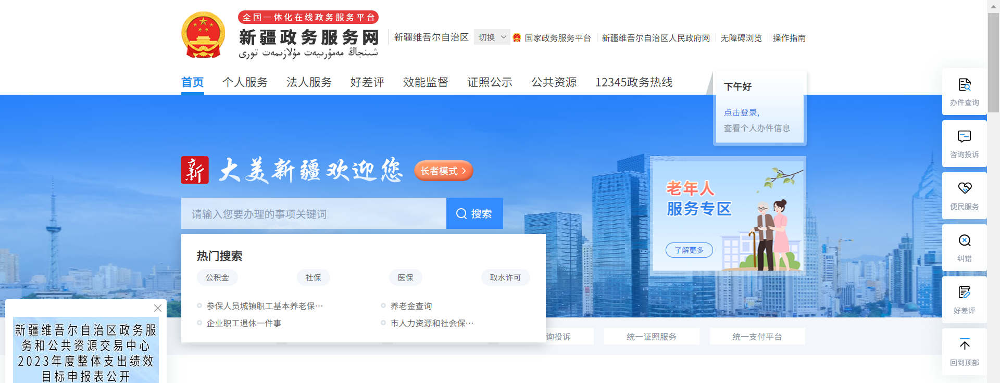 全国一体化在线政务服务平台
新疆政务服务网
شىنجاڭ مەمۇرىيەت مۇلازىمەت تورى
新疆维吾尔自治区 切换
国家政务服务平台 新疆维吾尔自治区人民政府网 无障碍浏览 操作指南
首页 个人服务 法人服务 好差评 效能监督 证照公示 公共资源 12345政务热线
下午好
点击登录,
查看个人办件信息
新 大美新疆欢迎您 长者模式
请输入您要办理的事项关键词 搜索
热门搜索
公积金 社保 医保 取水许可
参保人员城镇职工基本养老保… 养老金查询
企业职工退休一件事 市人力资源和社会保…
老年人
服务专区
了解更多
询投诉 统一证照服务 统一支付平台
新疆维吾尔自治区政务服
务和公共资源交易中心
2023年度整体支出绩效
目标申报表公开
办件查询
咨询投诉
便民服务
纠错
好差评
回到顶部